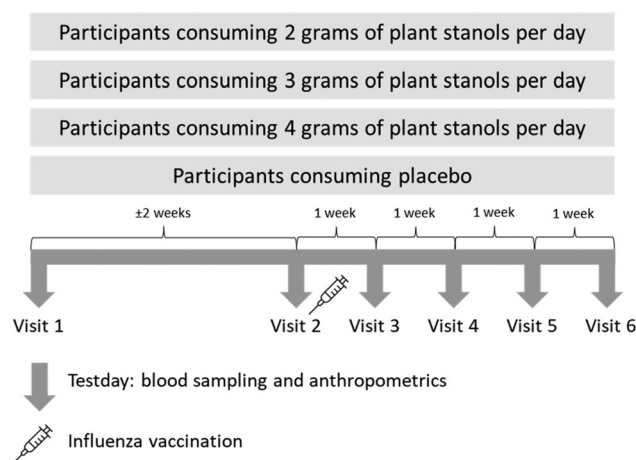 Participants consuming 2 grams of plant stanols per day
Participants consuming 3 grams of plant stanols per day
Participants consuming 4 grams of plant stanols per day
Participants consuming placebo
±2 weeks 1 week 1 week 1 week 1 week
Visit 1 Visit 2 Visit 3 Visit 4 Visit 5 Visit 6
Testday: blood sampling and anthropometrics
Influenza vaccination